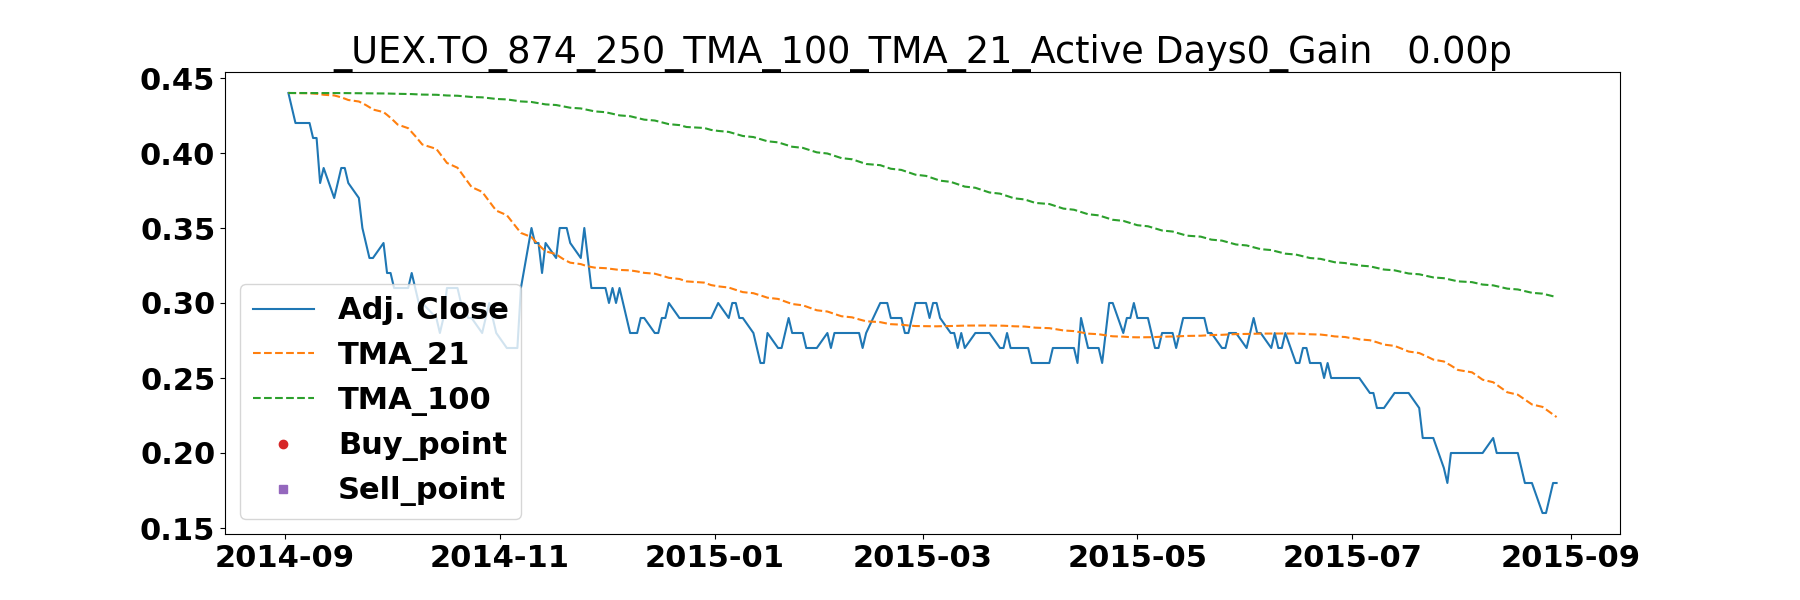 _UEX.TO_874_250_TMA_100_TMA_21_Active Days0_Gain   0.00p
0.45
0.40
0.35
0.30
0.25
0.20
0.15
Adj. Close
TMA_21
TMA_100
Buy_point
Sell_point
2014-09 2014-11 2015-01 2015-03 2015-05 2015-07 2015-09